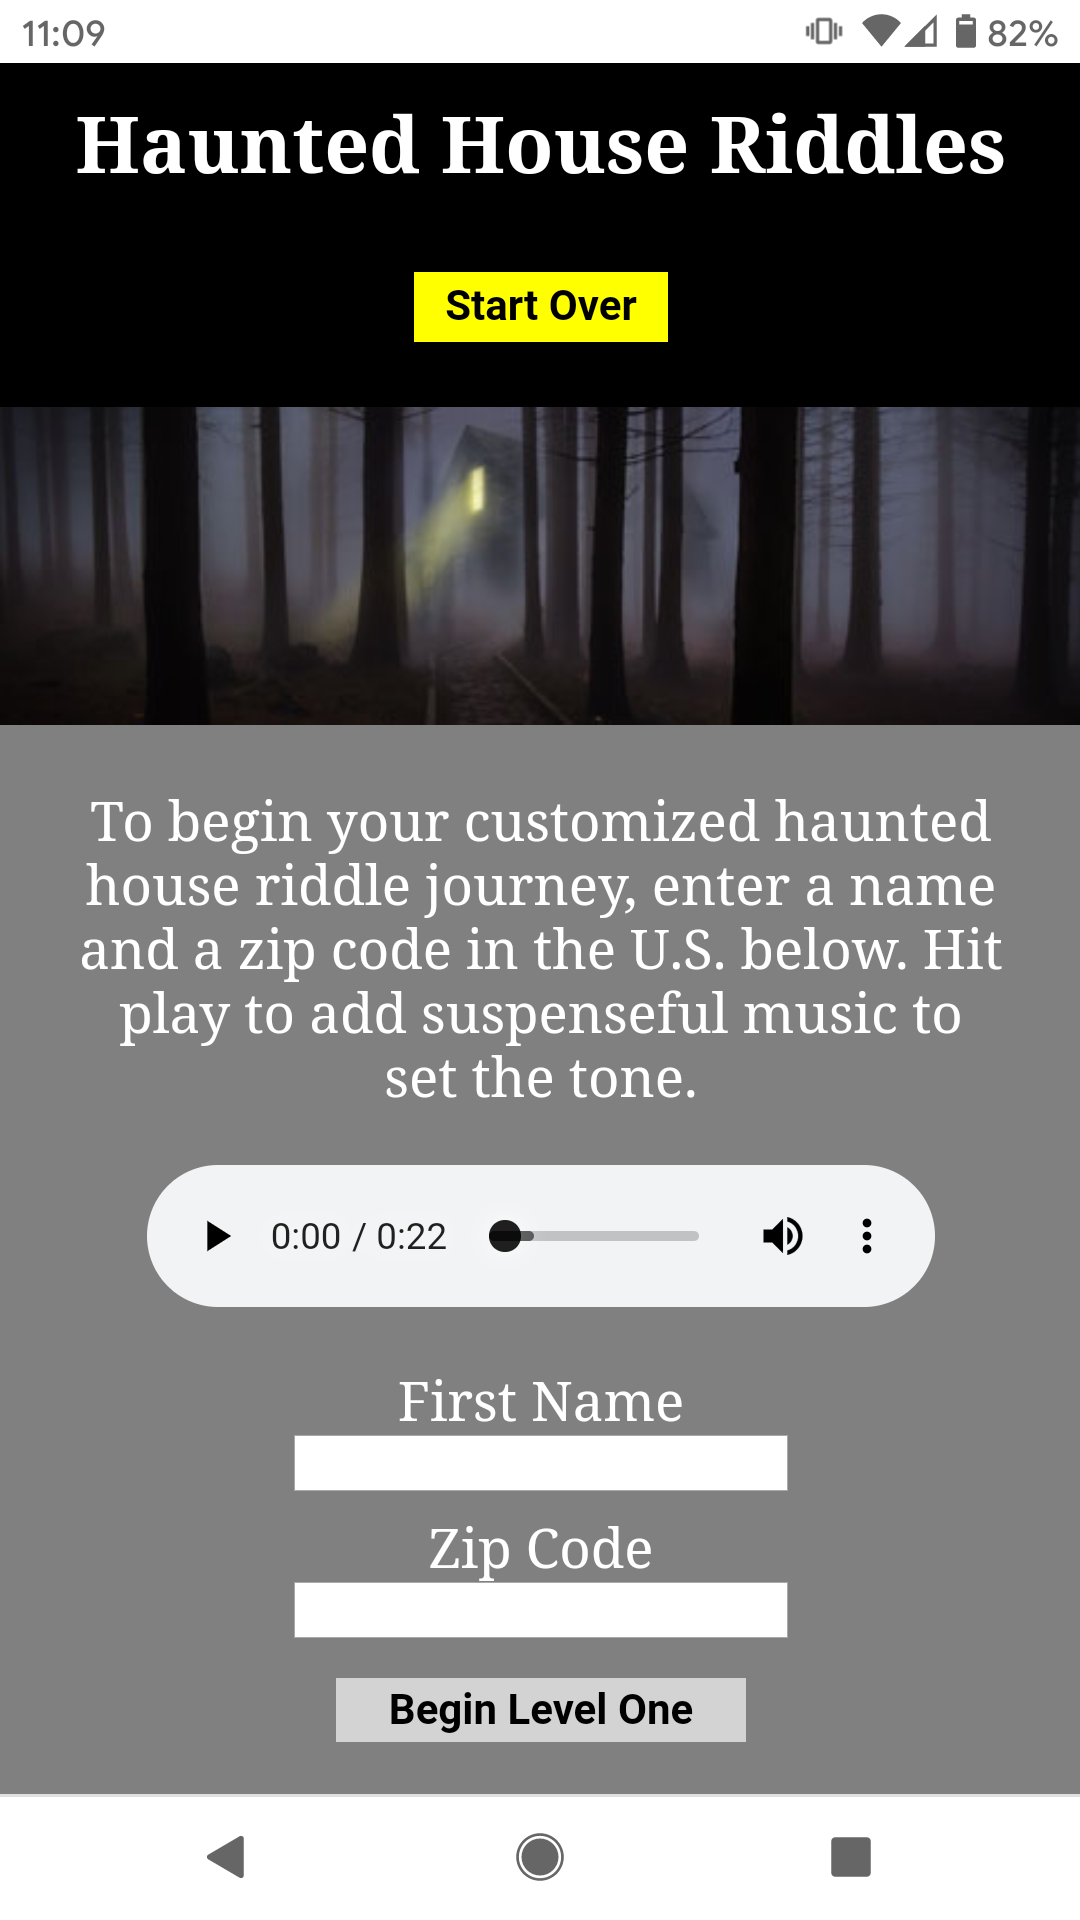 11:09
82%
Haunted House Riddles
Start Over
To begin your customized haunted
house riddle journey, enter a name
and a zip code in the U.S. below. Hit
play to add suspenseful music to
set the tone.
0:00 / 0:22
First Name
Zip Code
Begin Level One